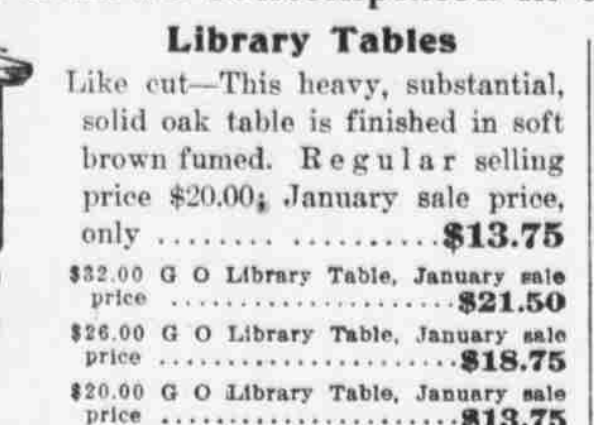 Library Tables
Like cut—This heavy, substantial,
solid oak table is finished in soft
brown fumed. Regular selling
price $20.00; January sale price,
only .................... $13.75
$32.00 G O Library Table, January sale
price .................... $21.50
$26.00 G O Library Table, January sale
price .................... $18.75
$20.00 G O Library Table, January sale
price .................... $13.75